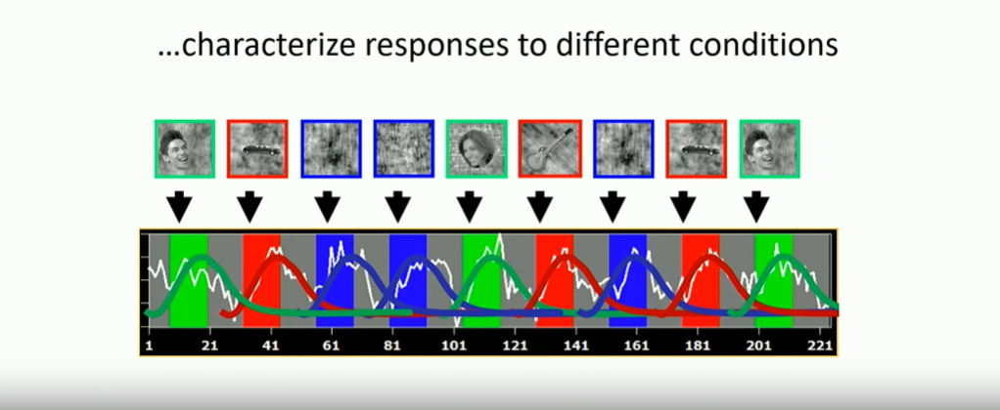 ...characterize responses to different conditions
1 21 41 61 81 101 121 141 161 181 201 221